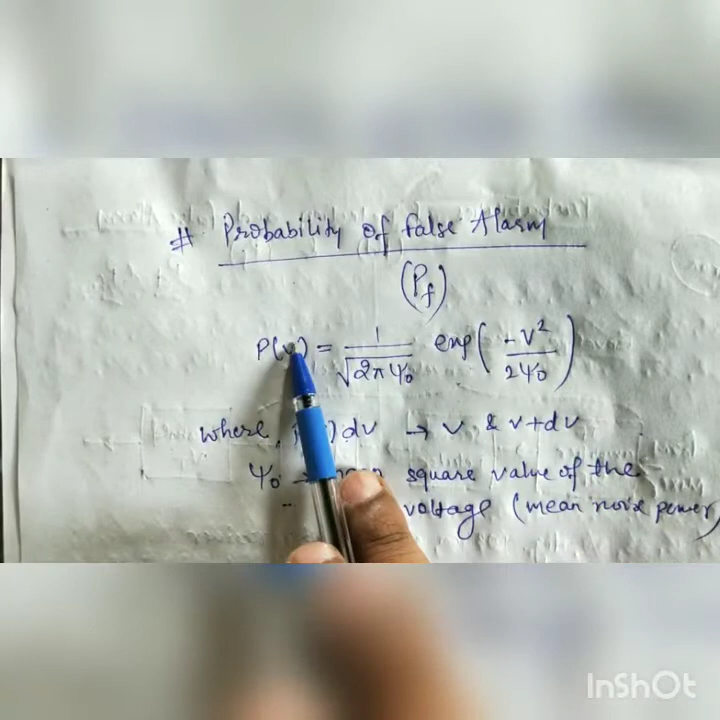 # Probability of false Alarm
(Pf)
P(v) = 1/√2πψ₀ exp(-v²/2ψ₀)
where, dv → v & v+dv
ψ₀ → square value of the
voltage (mean noise power)
InShOt